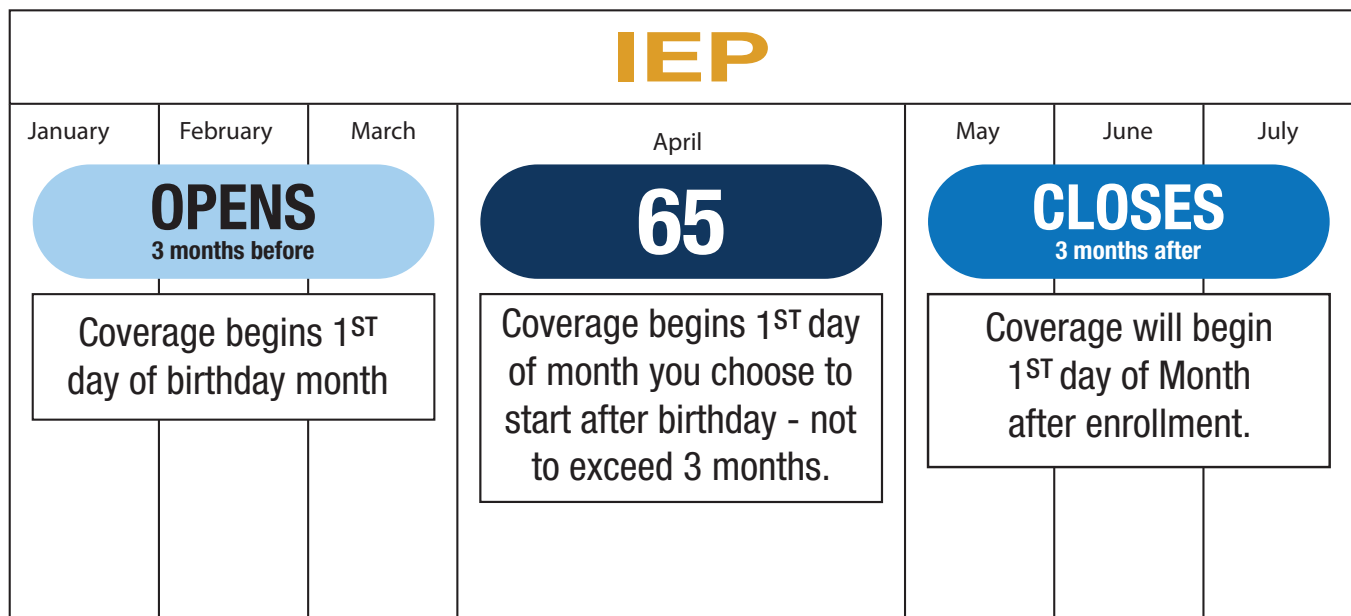 IEP
January February March April May June July
OPENS
3 months before
65
CLOSES
3 months after
Coverage begins 1ST
day of birthday month
Coverage begins 1ST day
of month you choose to
start after birthday - not
to exceed 3 months.
Coverage will begin
1ST day of Month
after enrollment.